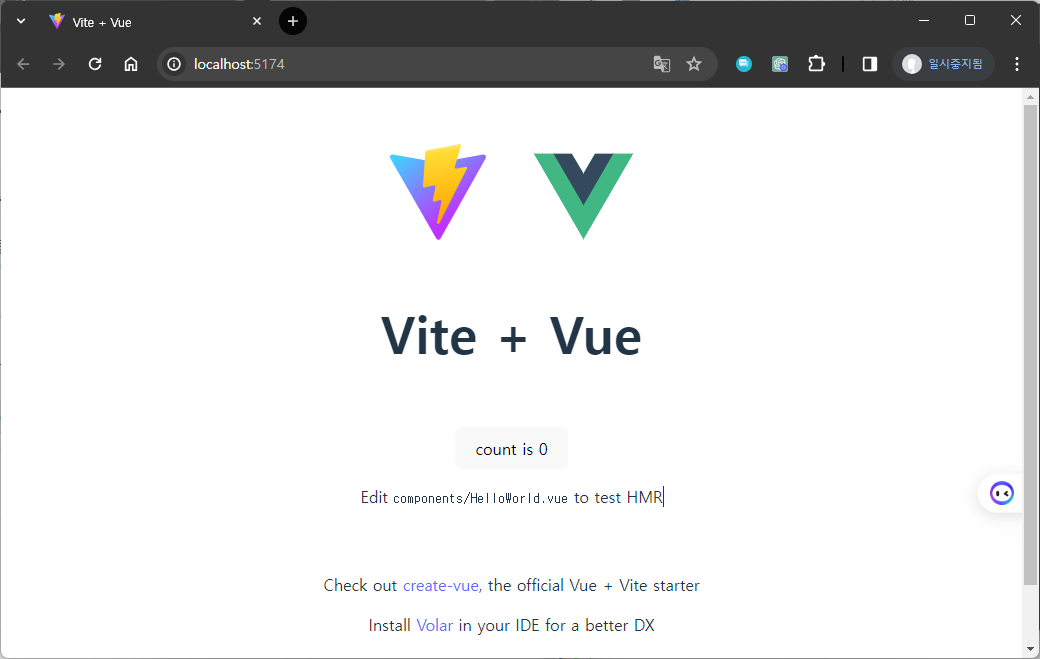 Vite + Vue
localhost:5174
일시중지됨
Vite + Vue
count is 0
Edit components/HelloWorld.vue to test HMR
Check out create-vue, the official Vue + Vite starter
Install Volar in your IDE for a better DX